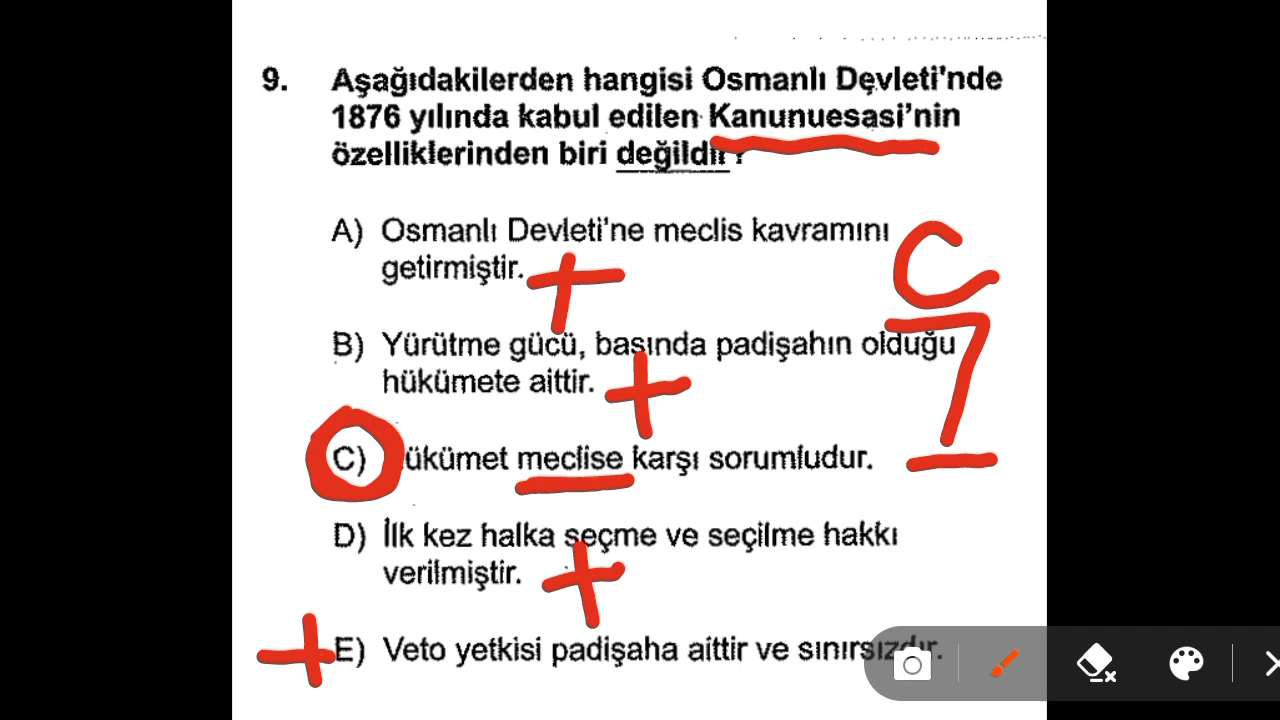 9. Aşağıdakilerden hangisi Osmanlı Devleti'nde
1876 yılında kabul edilen Kanunuesasi'nin
özelliklerinden biri değildir?
A) Osmanlı Devleti'ne meclis kavramını
getirmiştir.
B) Yürütme gücü, başında padişahın olduğu
hükümete aittir.
C) ükümet meclise karşı sorumludur.
D) İlk kez halka seçme ve seçilme hakkı
verilmiştir.
E) Veto yetkisi padişaha aittir ve sınırsızdır.
C